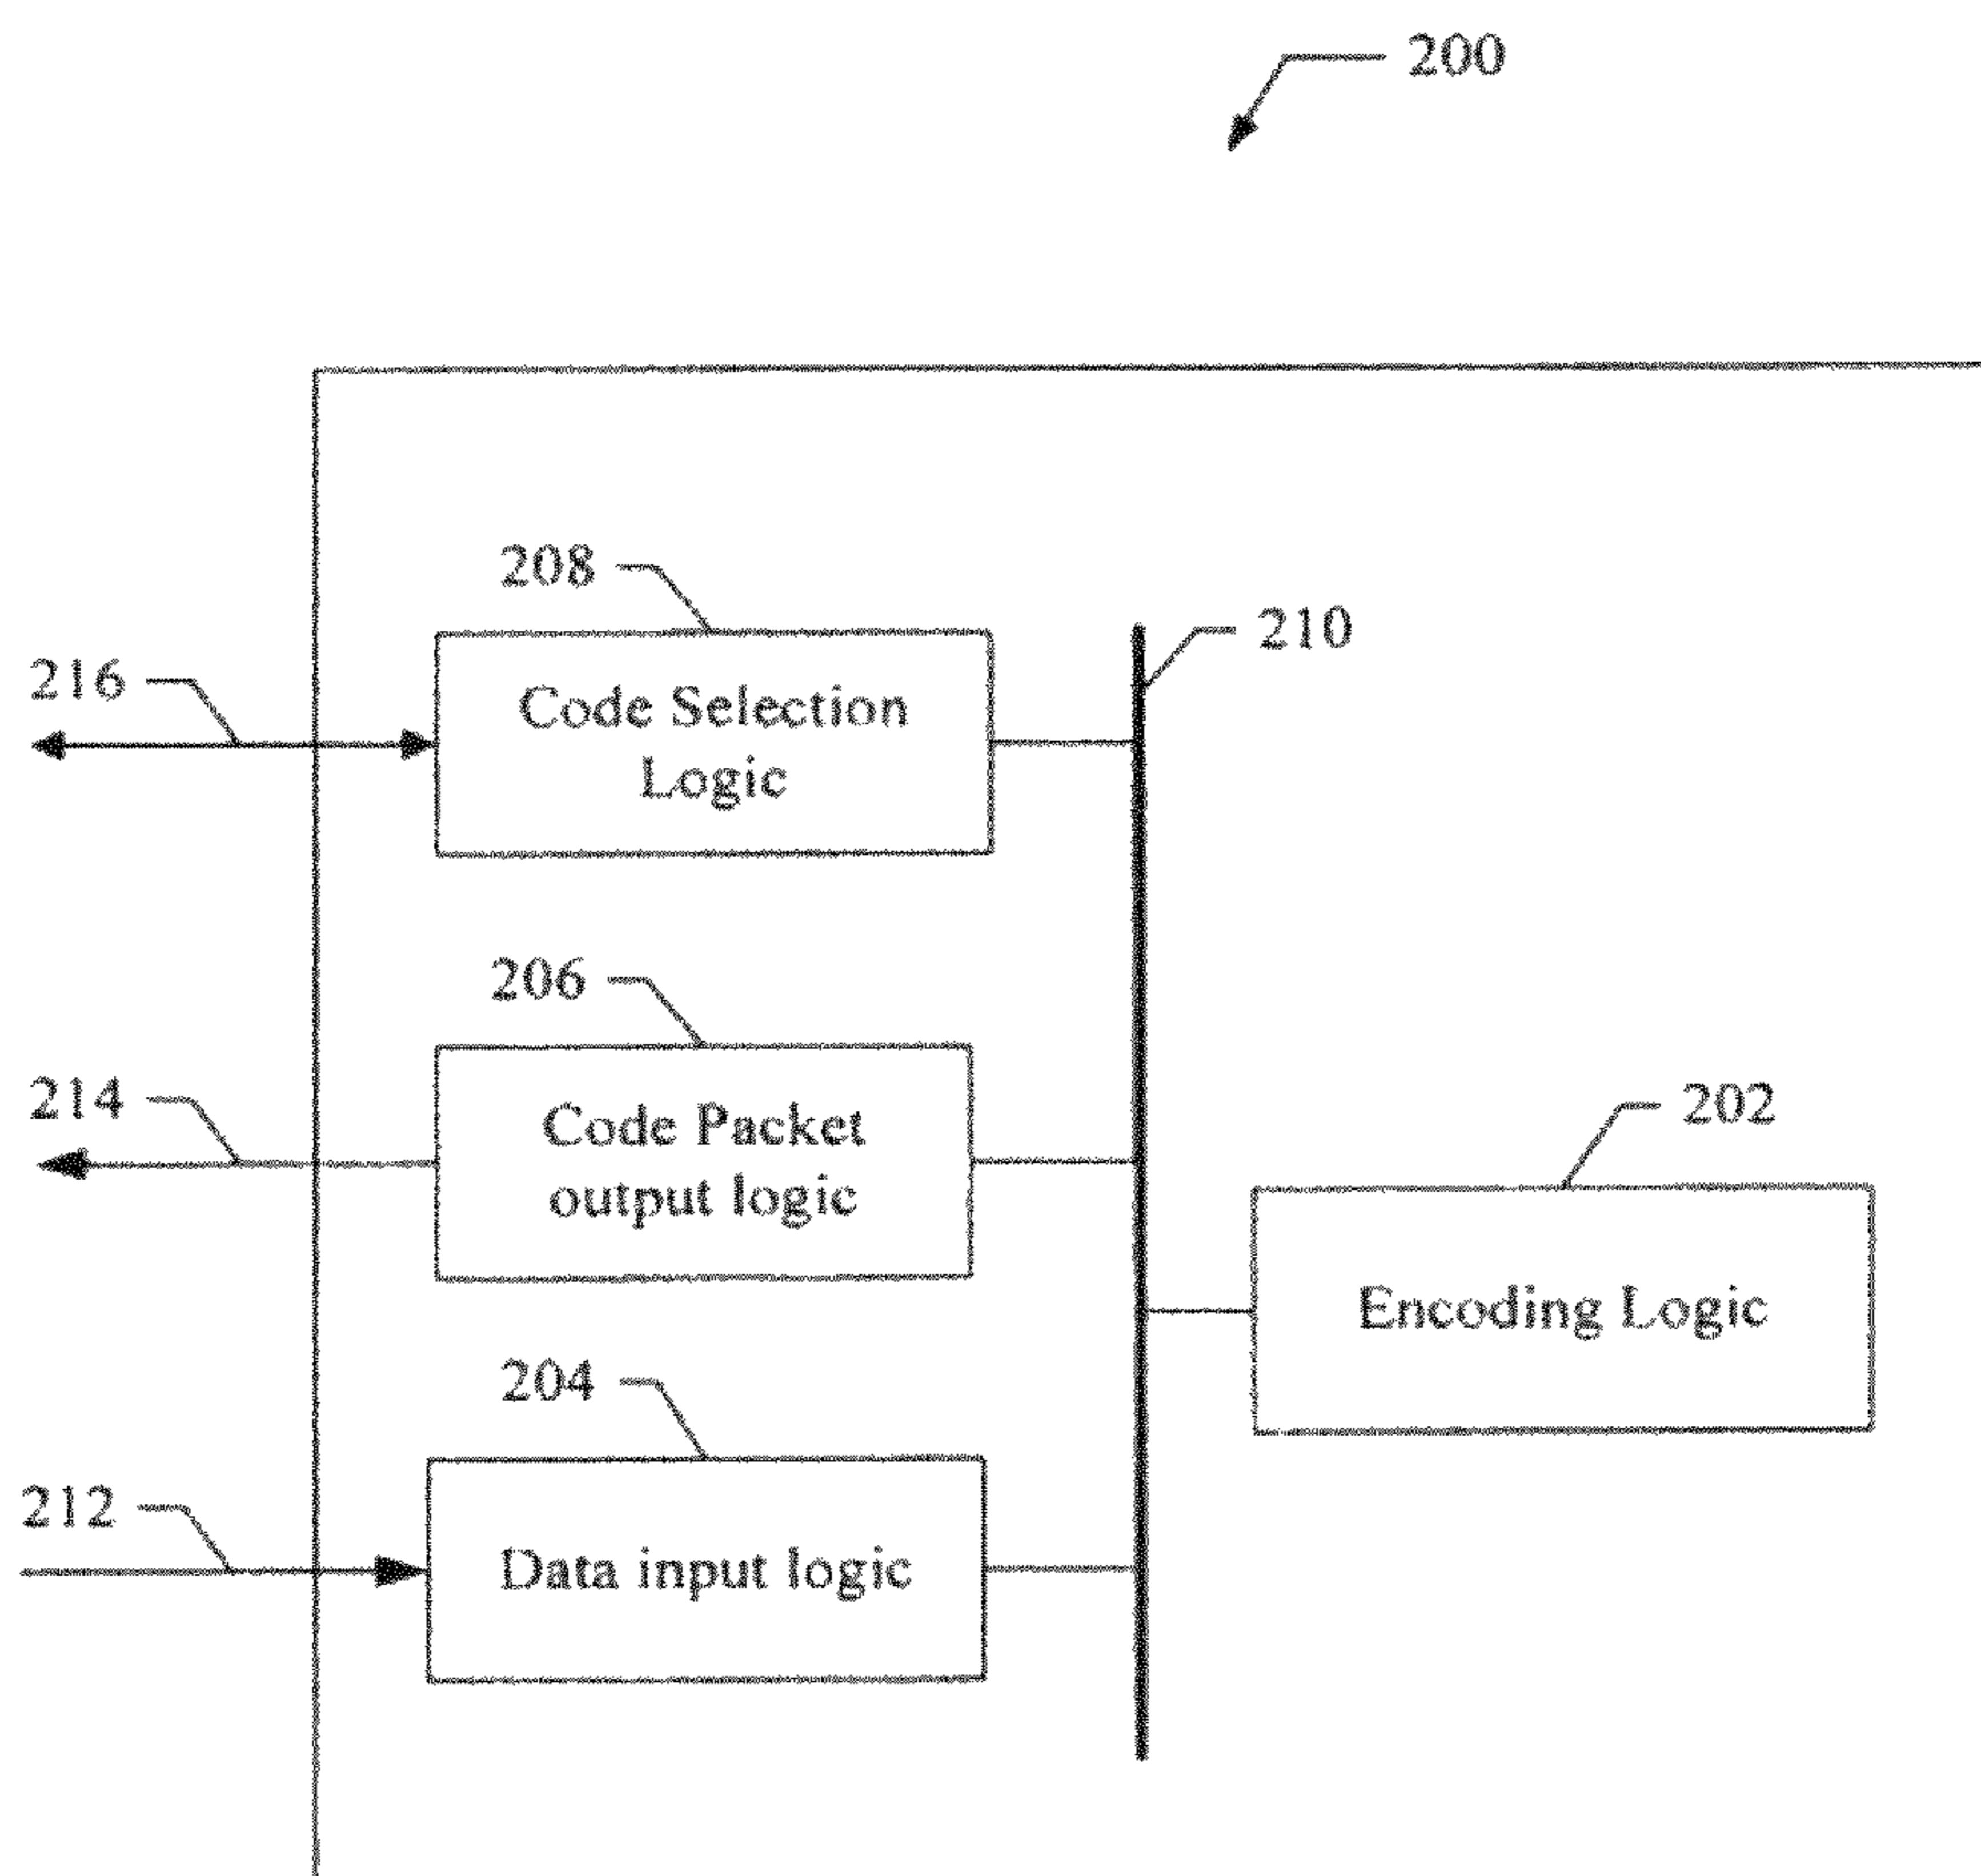 200
208
210
216
Code Selection
Logic
206
214
Code Packet
output logic
202
Encoding Logic
204
212
Data input logic